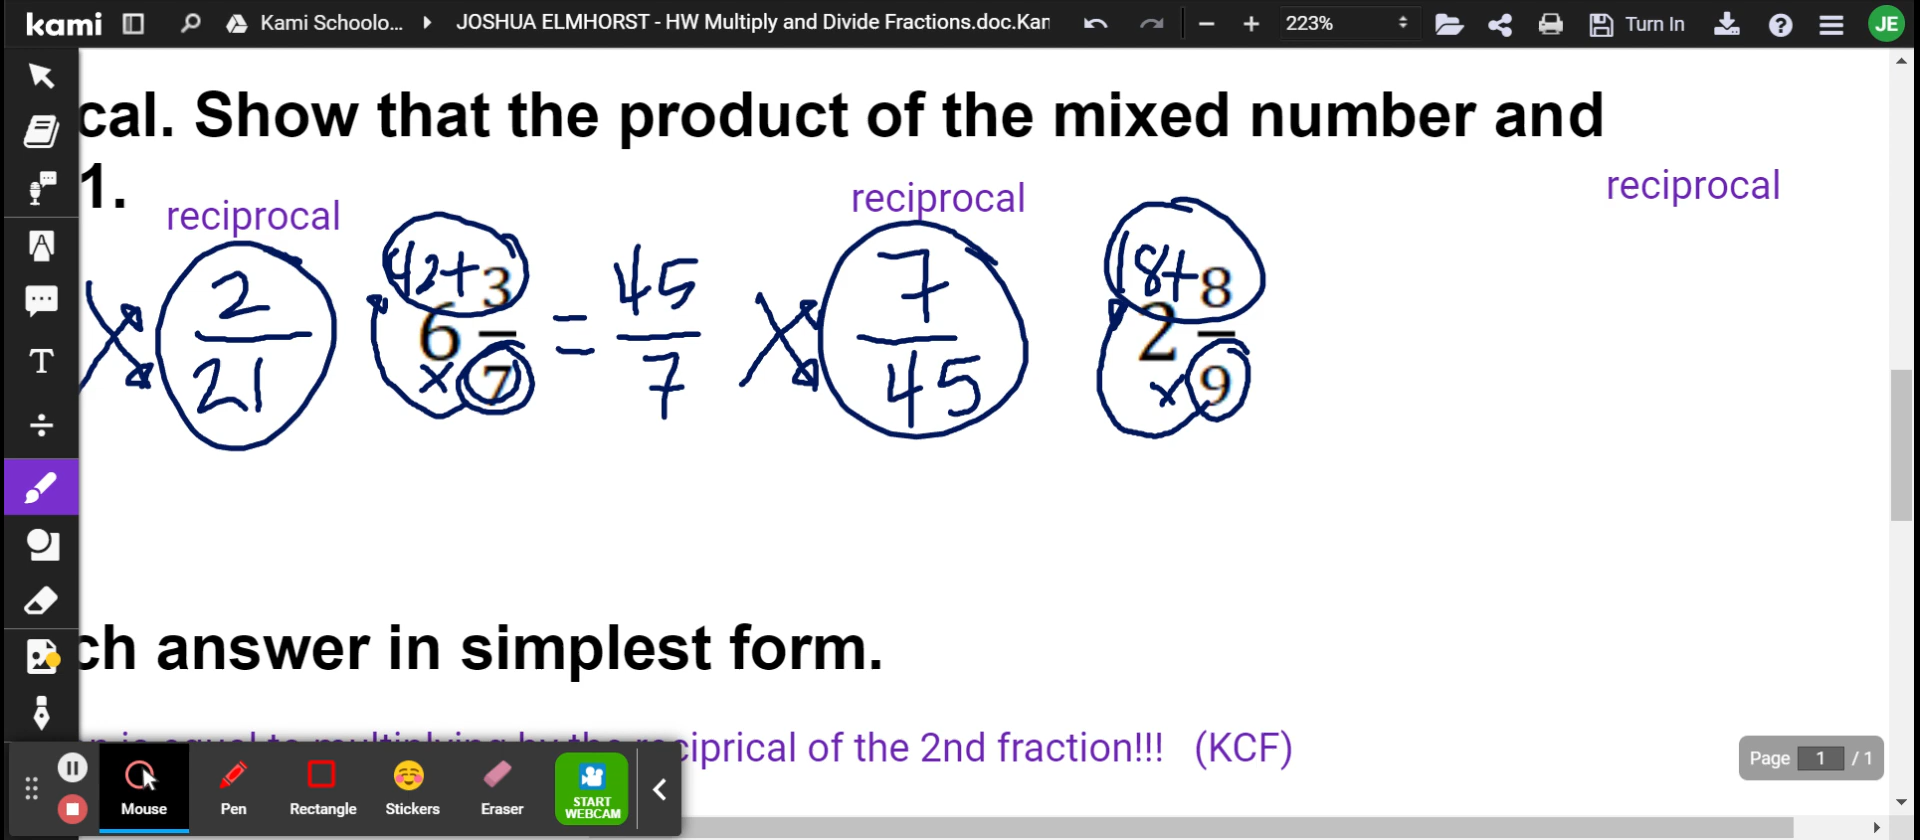 kami Kami Schoolo... JOSHUA ELMHORST - HW Multiply and Divide Fractions.doc.Kar 223% Turn In JE
cal. Show that the product of the mixed number and
1.
reciprocal reciprocal reciprocal
2/21 42+3 6 3/7 × = 45/7 7/45 18+8 2 8/9 ×
ch answer in simplest form.
ciprical of the 2nd fraction!!! (KCF)
Page 1 / 1
Mouse Pen Rectangle Stickers Eraser START WEBCAM